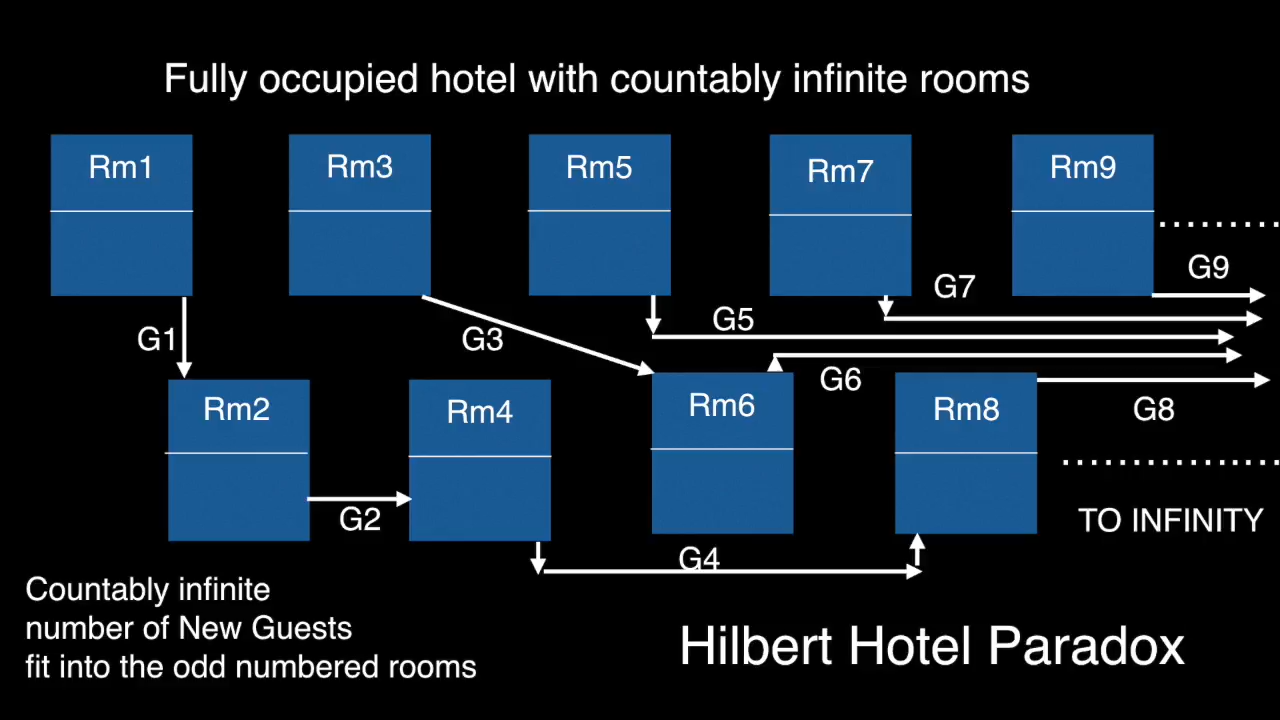 Fully occupied hotel with countably infinite rooms
Rm1
Rm3
Rm5
Rm7
Rm9
G9
G7
G5
G1
G3
G6
G8
Rm2
Rm4
Rm6
Rm8
G2
TO INFINITY
G4
Countably infinite
number of New Guests
fit into the odd numbered rooms
Hilbert Hotel Paradox